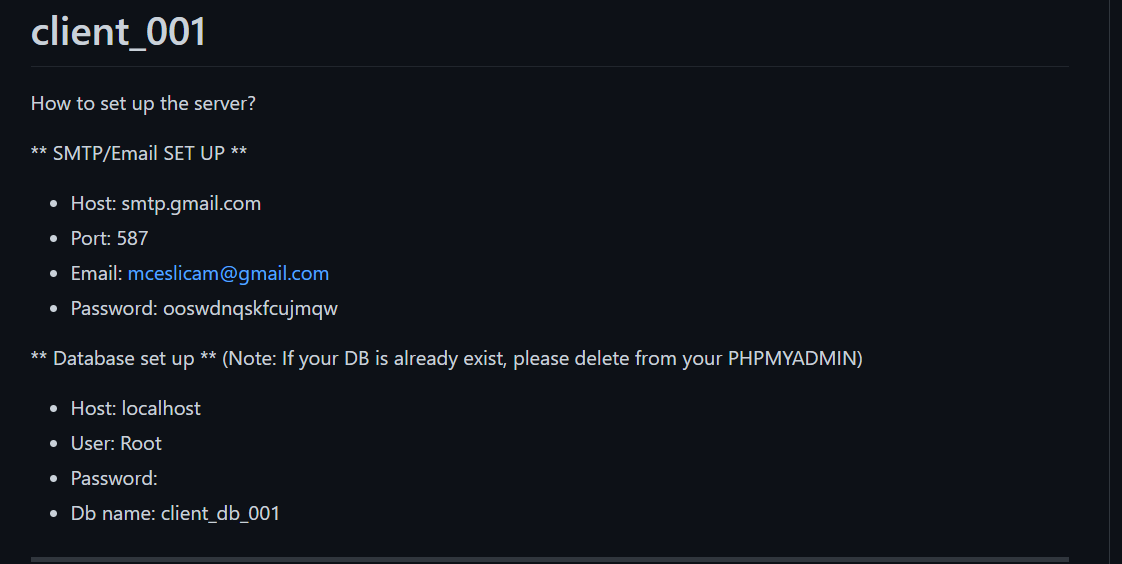 client_001
How to set up the server?
** SMTP/Email SET UP **
Host: smtp.gmail.com
Port: 587
Email: mceslicam@gmail.com
Password: ooswdnqskfcujmqw
** Database set up ** (Note: If your DB is already exist, please delete from your PHPMYADMIN)
Host: localhost
User: Root
Password:
Db name: client_db_001